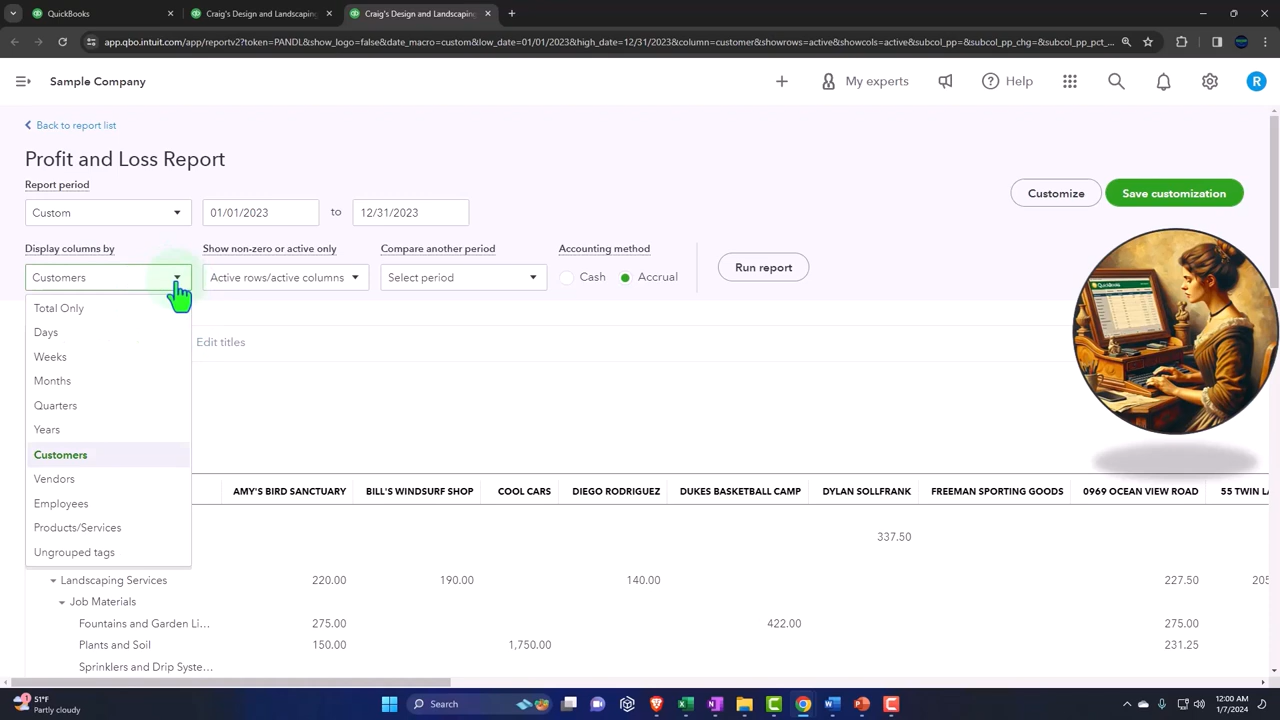 QuickBooks
Craig's Design and Landscaping
Craig's Design and Landscaping
app.qbo.intuit.com/app/reportv2?token=PANDL&show_logo=false&date_macro=custom&low_date=01/01/2023&high_date=12/31/2023&column=customer&showrows=active&showcols=active&subcol_pp=&subcol_pp_chg=&subcol_pp_pct_...
Sample Company
My experts
Help
R
Back to report list
Profit and Loss Report
Report period
Custom 01/01/2023 to 12/31/2023
Customize Save customization
Display columns by Show non-zero or active only Compare another period Accounting method
Customers Active rows/active columns Select period Cash Accrual Run report
Total Only
Days
Weeks
Months
Quarters
Years
Customers
Vendors
Employees
Products/Services
Ungrouped tags
Edit titles
QuickBooks
AMY'S BIRD SANCTUARY BILL'S WINDSURF SHOP COOL CARS DIEGO RODRIGUEZ DUKES BASKETBALL CAMP DYLAN SOLLFRANK FREEMAN SPORTING GOODS 0969 OCEAN VIEW ROAD 55 TWIN LA
337.50
Landscaping Services 220.00 190.00 140.00 227.50 205
Job Materials
Fountains and Garden Li... 275.00 422.00 275.00
Plants and Soil 150.00 1,750.00 231.25
Sprinklers and Drip Syste...
1
51°F
Partly cloudy
Search
12:00 AM
1/7/2024